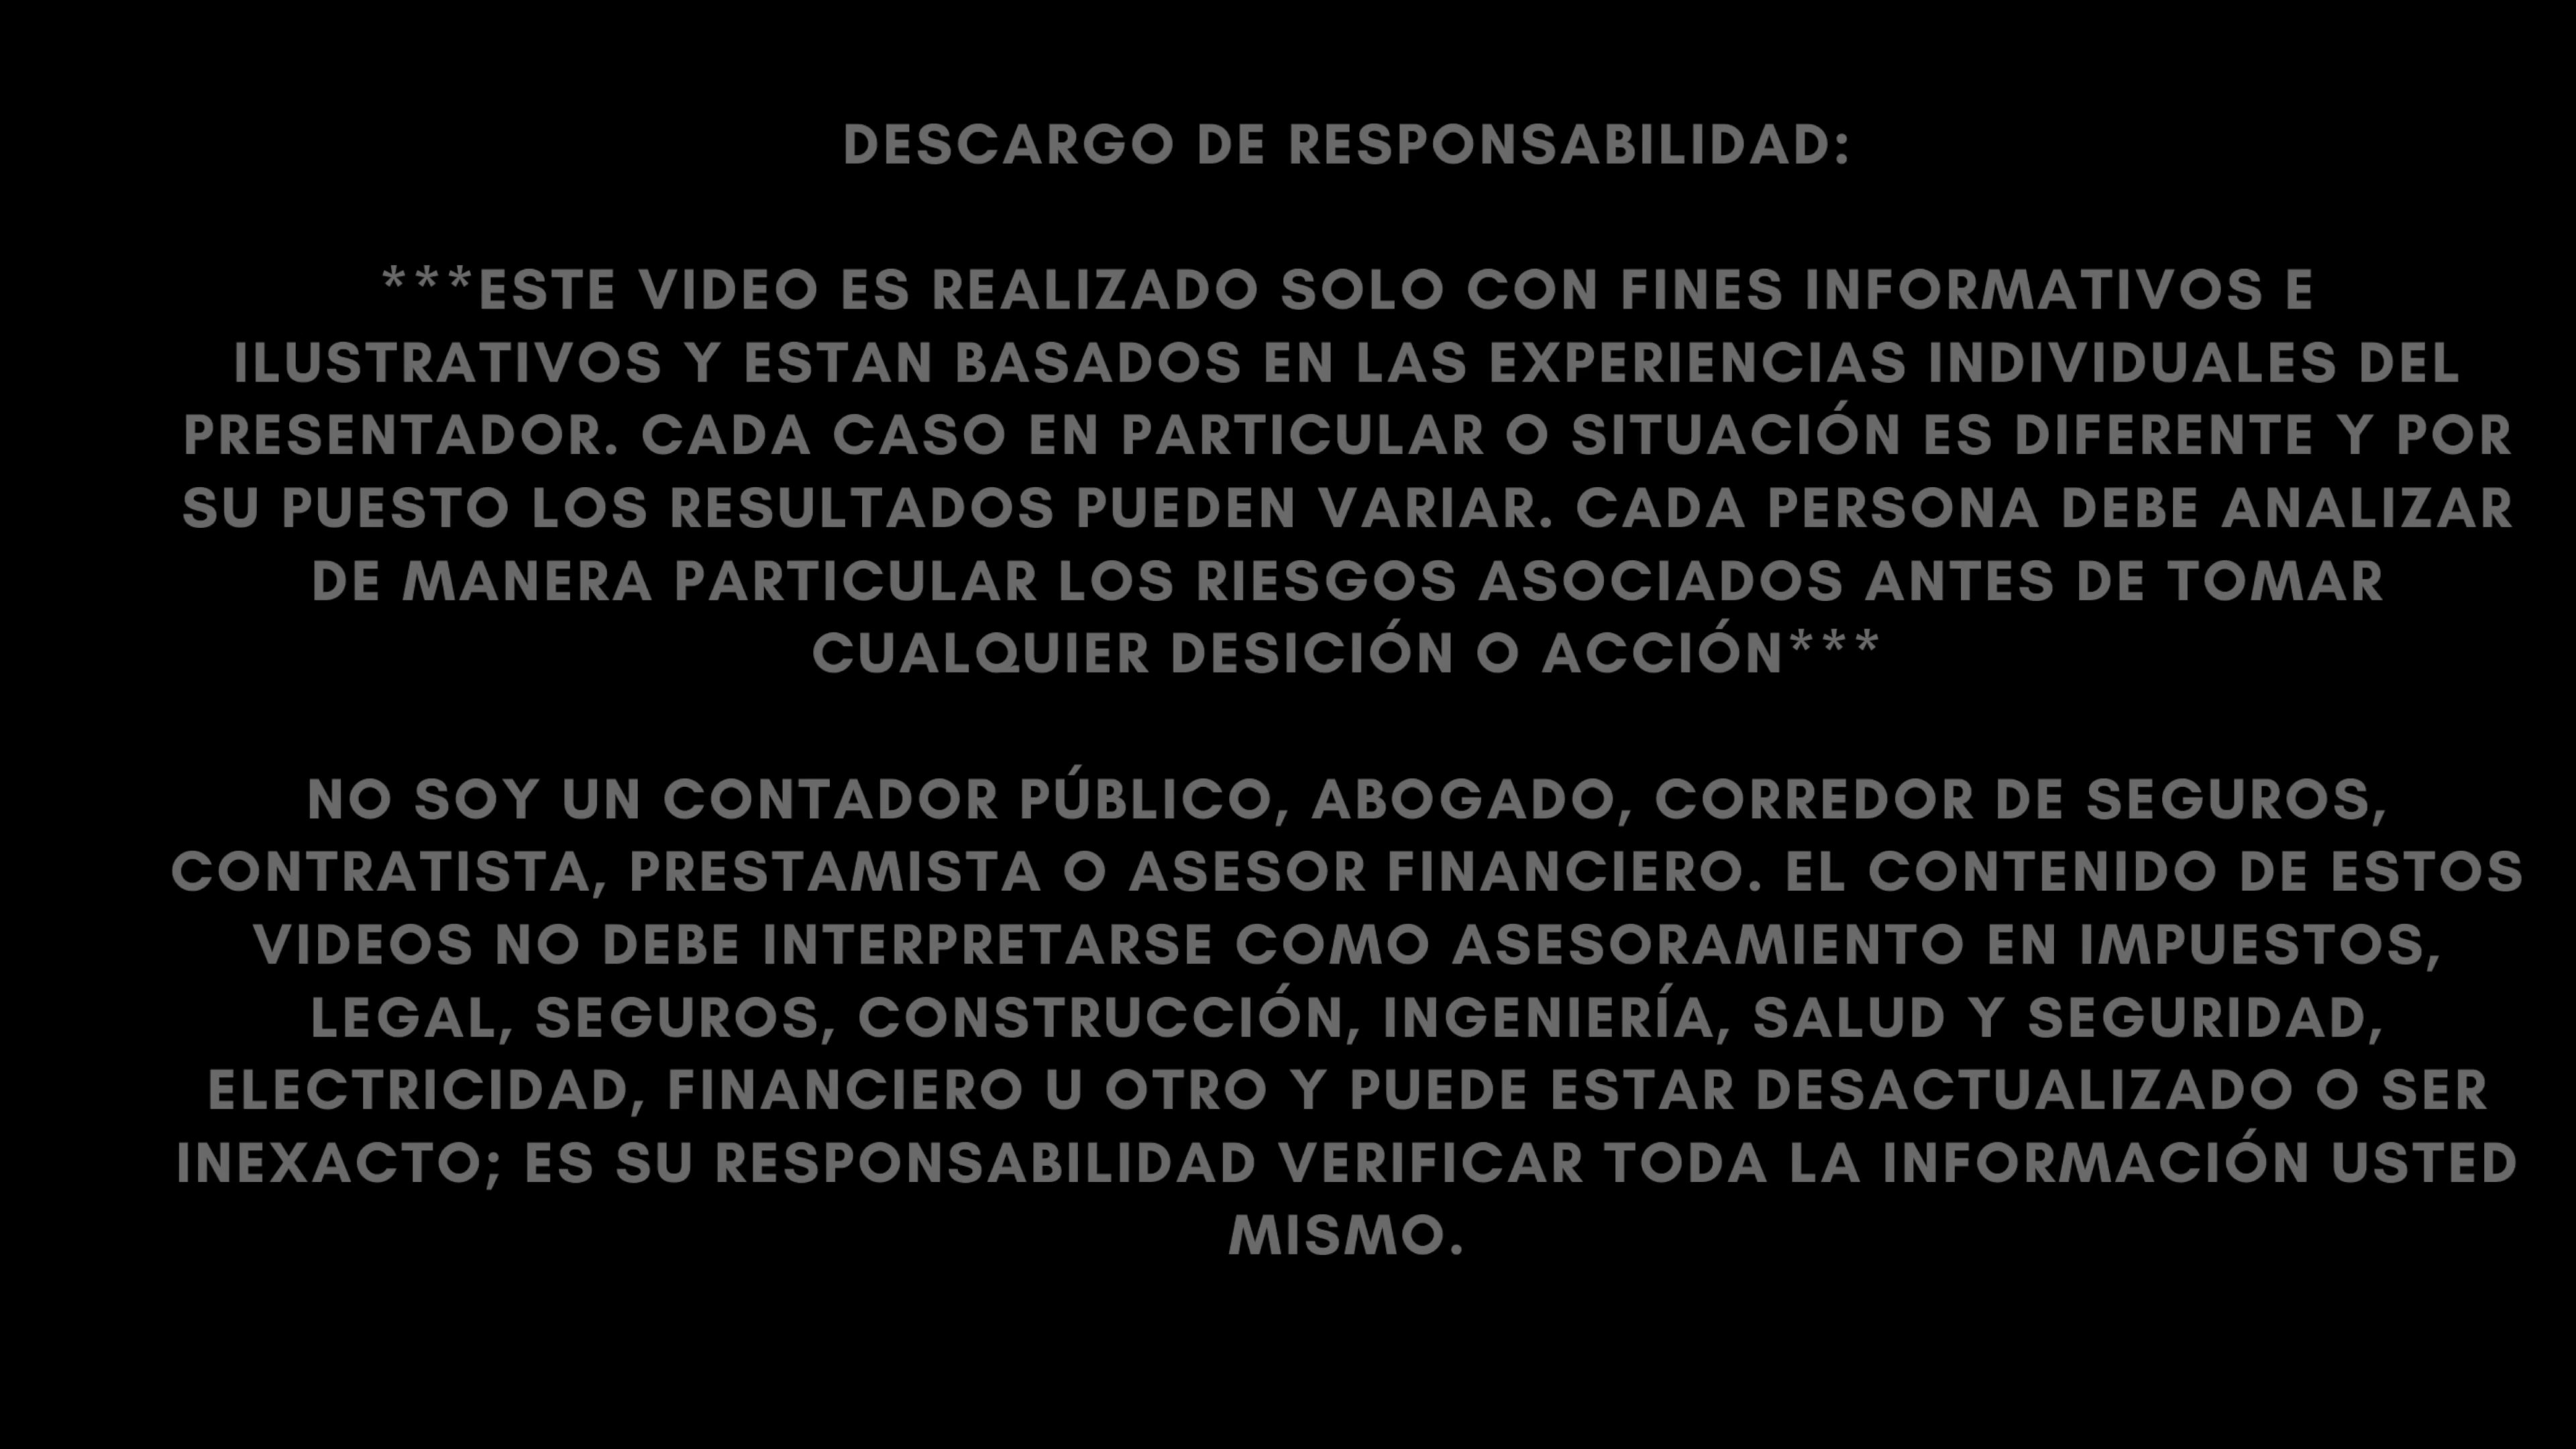 DESCARGO DE RESPONSABILIDAD:
***ESTE VIDEO ES REALIZADO SOLO CON FINES INFORMATIVOS E
ILUSTRATIVOS Y ESTAN BASADOS EN LAS EXPERIENCIAS INDIVIDUALES DEL
PRESENTADOR. CADA CASO EN PARTICULAR O SITUACIÓN ES DIFERENTE Y POR
SU PUESTO LOS RESULTADOS PUEDEN VARIAR. CADA PERSONA DEBE ANALIZAR
DE MANERA PARTICULAR LOS RIESGOS ASOCIADOS ANTES DE TOMAR
CUALQUIER DESICIÓN O ACCIÓN***
NO SOY UN CONTADOR PÚBLICO, ABOGADO, CORREDOR DE SEGUROS,
CONTRATISTA, PRESTAMISTA O ASESOR FINANCIERO. EL CONTENIDO DE ESTOS
VIDEOS NO DEBE INTERPRETARSE COMO ASESORAMIENTO EN IMPUESTOS,
LEGAL, SEGUROS, CONSTRUCCIÓN, INGENIERÍA, SALUD Y SEGURIDAD,
ELECTRICIDAD, FINANCIERO U OTRO Y PUEDE ESTAR DESACTUALIZADO O SER
INEXACTO; ES SU RESPONSABILIDAD VERIFICAR TODA LA INFORMACIÓN USTED
MISMO.